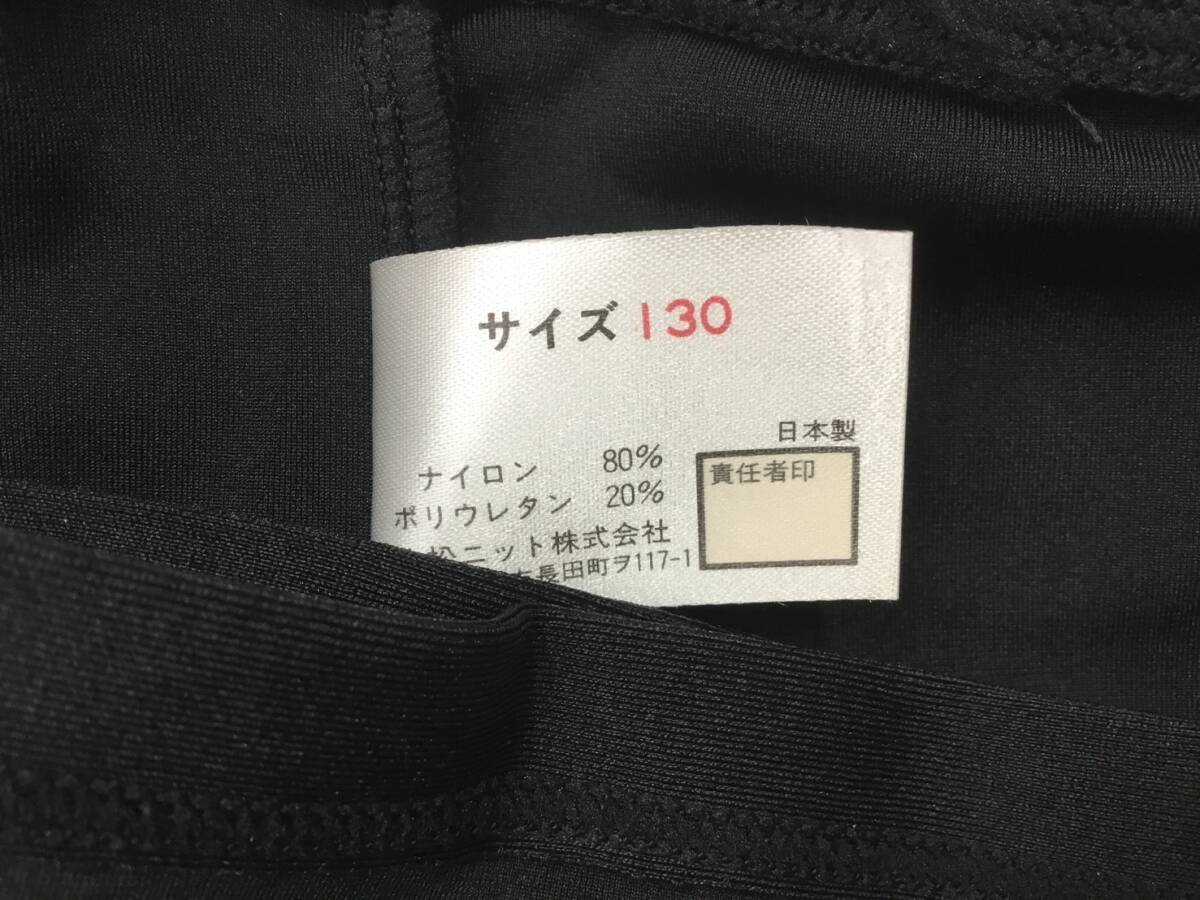 サイズ 130
日本製
責任者印
ナイロン 80%
ポリウレタン 20%
松ニット株式会社
長田町ヲ117-1